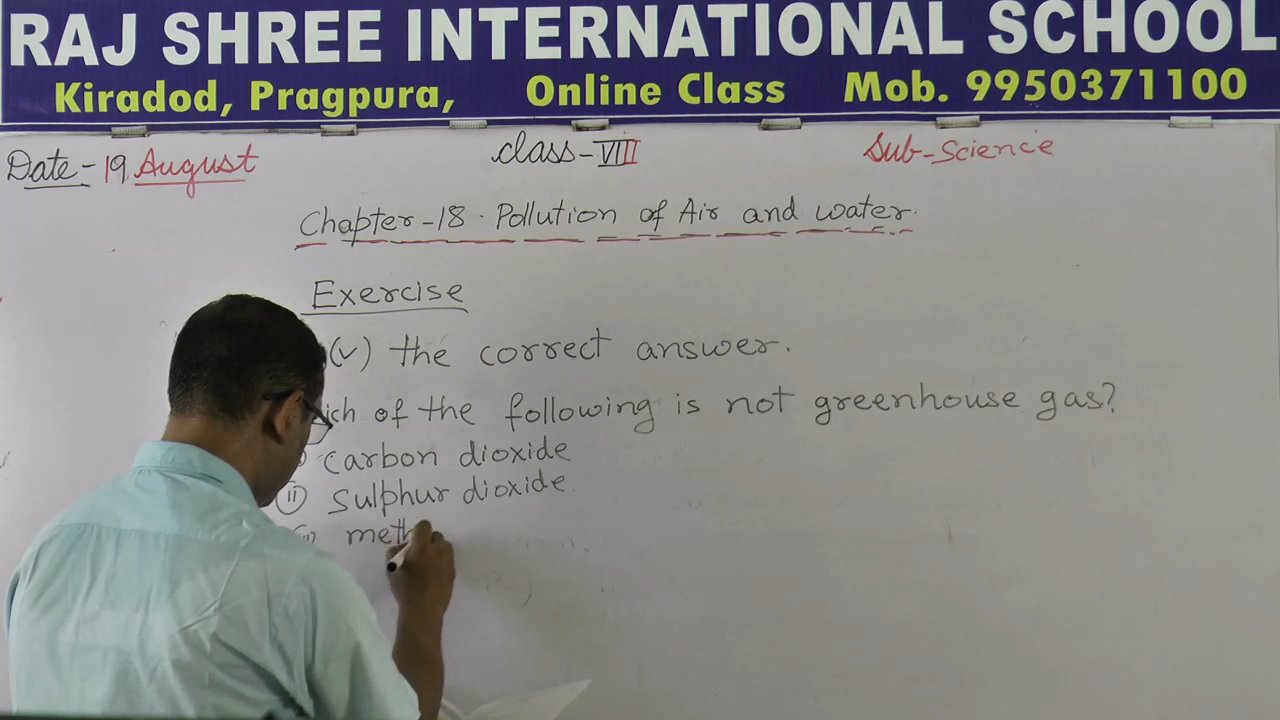 RAJ SHREE INTERNATIONAL SCHOOL
Kiradod, Pragpura, Online Class Mob. 9950371100
Date - 19 August class - VIII Sub - Science
Chapter - 18. Pollution of Air and water.
Exercise
(✓) the correct answer.
ich of the following is not greenhouse gas?
carbon dioxide
(ii) Sulphur dioxide.
meth